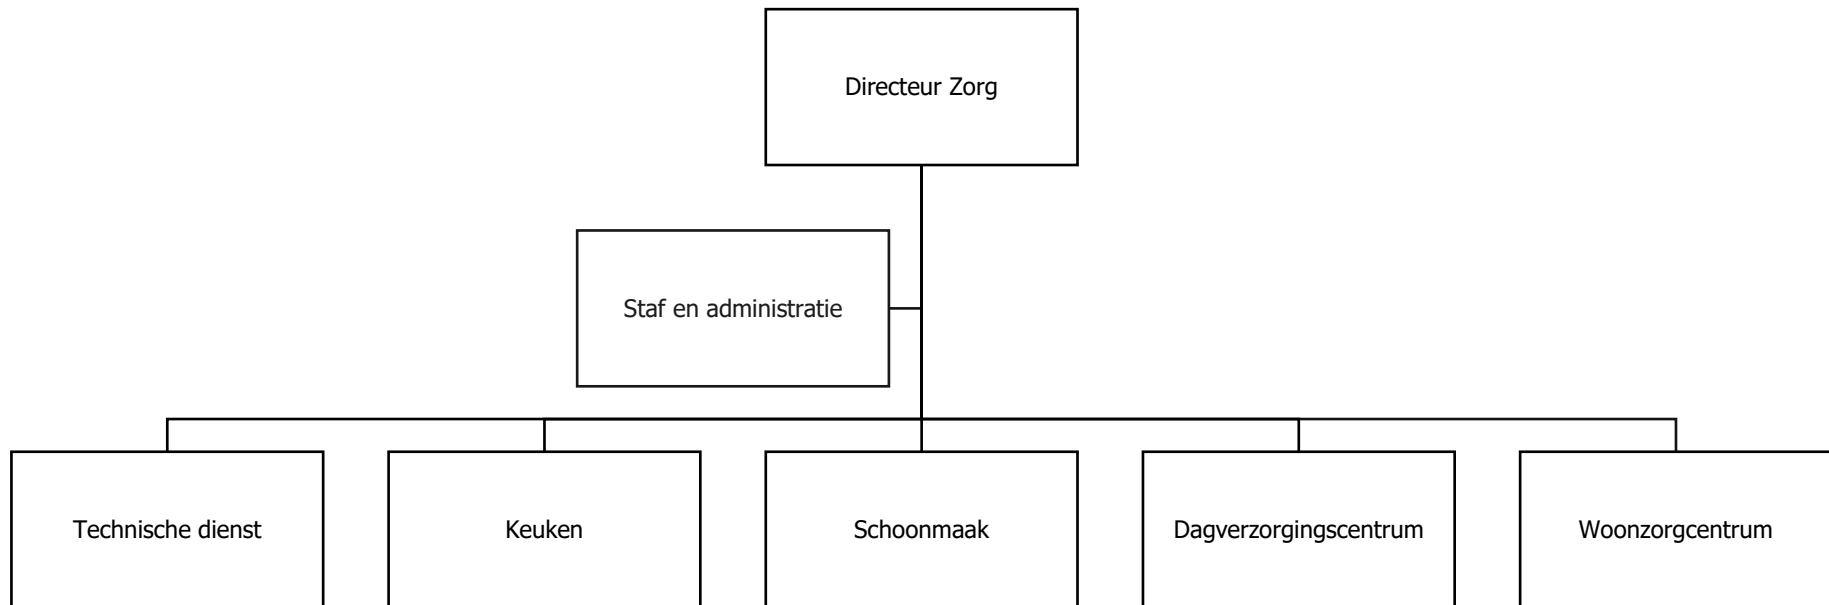 Directeur Zorg
Staf en administratie
Technische dienst
Keuken
Schoonmaak
Dagverzorgingscentrum
Woonzorgcentrum